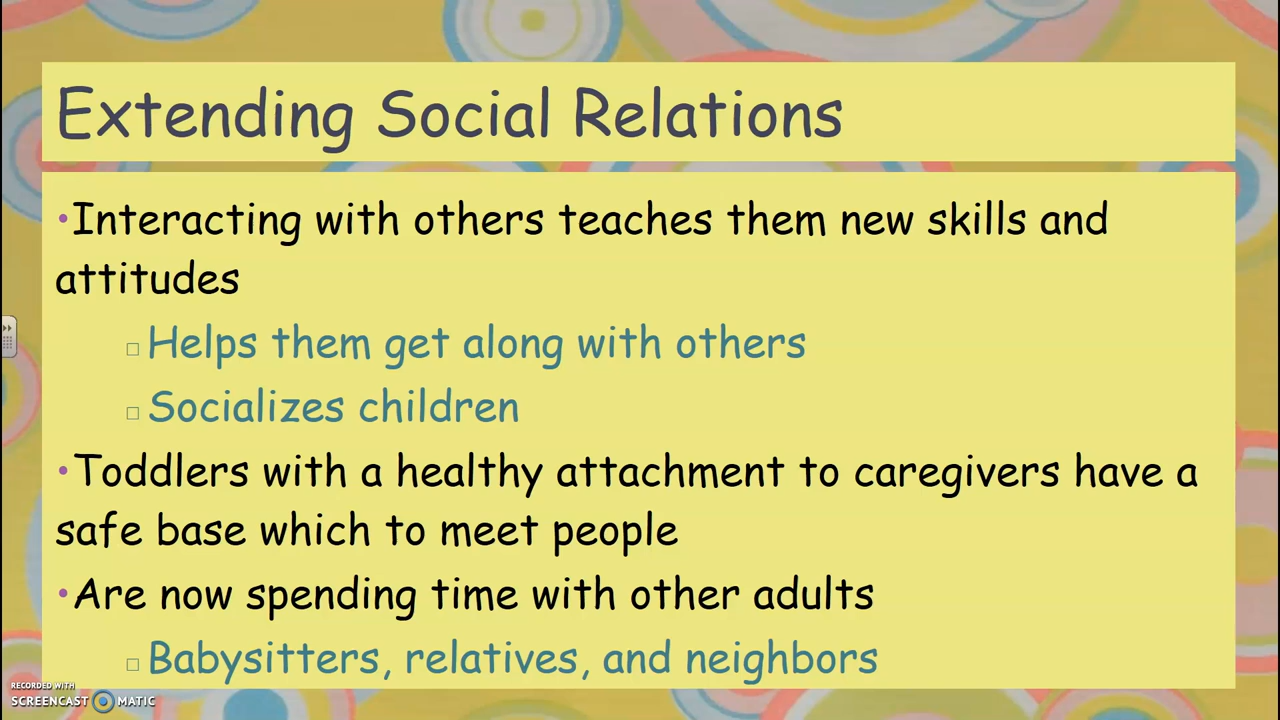 Extending Social Relations
•Interacting with others teaches them new skills and
attitudes
□ Helps them get along with others
□ Socializes children
•Toddlers with a healthy attachment to caregivers have a
safe base which to meet people
•Are now spending time with other adults
□ Babysitters, relatives, and neighbors
RECORDED WITH
SCREENCAST MATIC